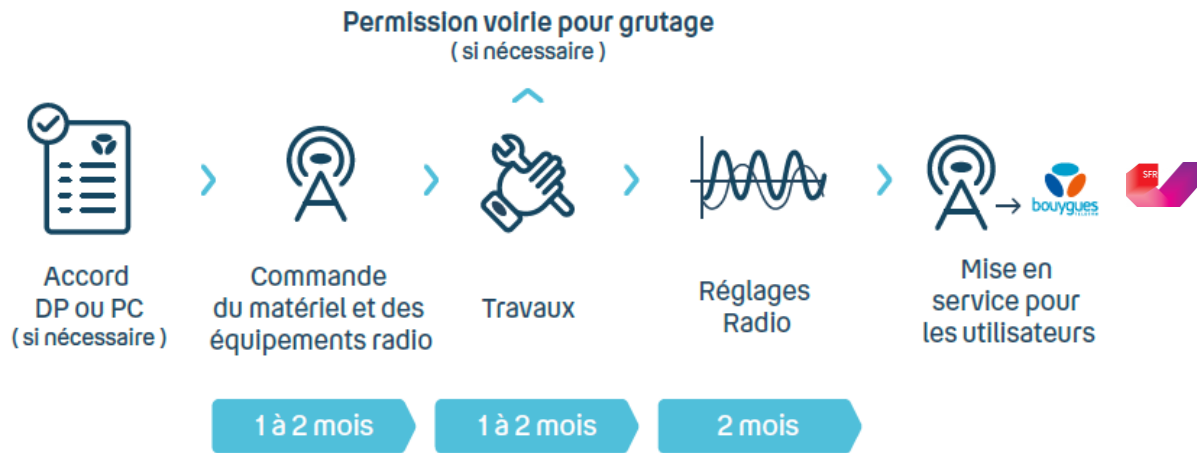 Permission voirie pour grutage
( si nécessaire )
Accord
DP ou PC
( si nécessaire )
Commande
du matériel et des
équipements radio
Travaux
Réglages
Radio
bouygues
TELECOM
SFR
Mise en
service pour
les utilisateurs
1 à 2 mois
1 à 2 mois
2 mois